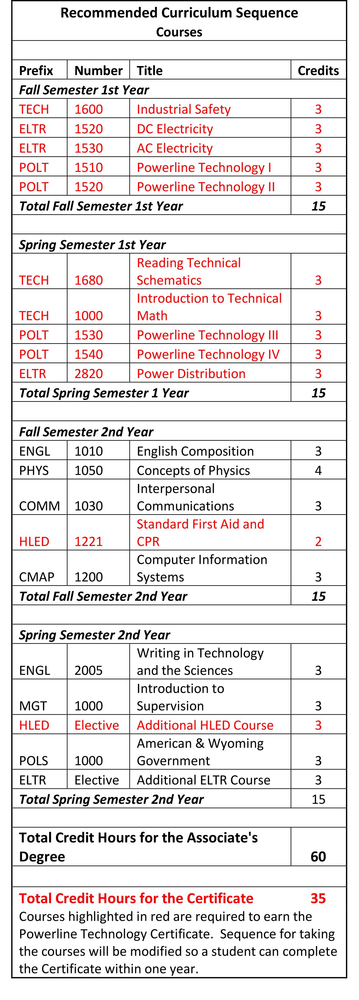 Recommended Curriculum Sequence
Courses
Prefix Number Title Credits
Fall Semester 1st Year
TECH 1600 Industrial Safety 3
ELTR 1520 DC Electricity 3
ELTR 1530 AC Electricity 3
POLT 1510 Powerline Technology I 3
POLT 1520 Powerline Technology II 3
Total Fall Semester 1st Year 15
Spring Semester 1st Year
Reading Technical
TECH 1680 Schematics 3
Introduction to Technical
TECH 1000 Math 3
POLT 1530 Powerline Technology III 3
POLT 1540 Powerline Technology IV 3
ELTR 2820 Power Distribution 3
Total Spring Semester 1 Year 15
Fall Semester 2nd Year
ENGL 1010 English Composition 3
PHYS 1050 Concepts of Physics 4
Interpersonal
COMM 1030 Communications 3
Standard First Aid and
HLED 1221 CPR 2
Computer Information
CMAP 1200 Systems 3
Total Fall Semester 2nd Year 15
Spring Semester 2nd Year
Writing in Technology
ENGL 2005 and the Sciences 3
Introduction to
MGT 1000 Supervision 3
HLED Elective Additional HLED Course 3
American & Wyoming
POLS 1000 Government 3
ELTR Elective Additional ELTR Course 3
Total Spring Semester 2nd Year 15
Total Credit Hours for the Associate's
Degree 60
Total Credit Hours for the Certificate 35
Courses highlighted in red are required to earn the
Powerline Technology Certificate.  Sequence for taking
the courses will be modified so a student can complete
the Certificate within one year.